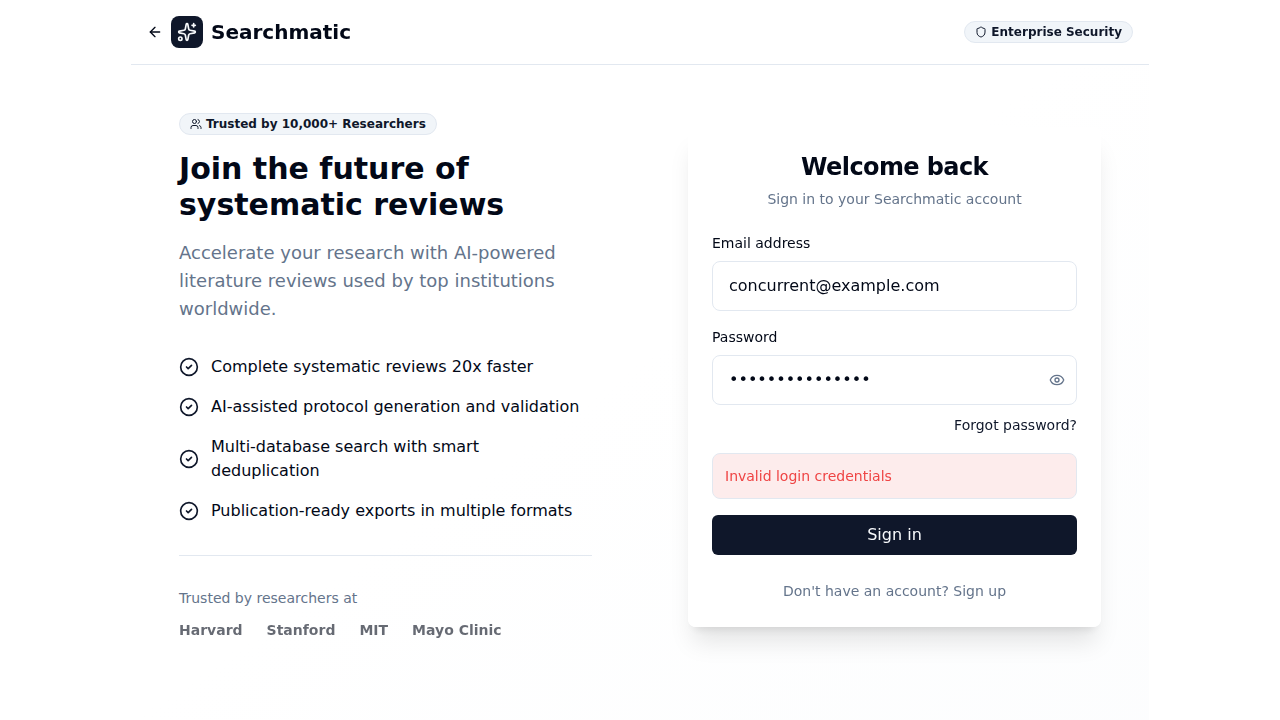 Searchmatic
Enterprise Security
Trusted by 10,000+ Researchers
Join the future of
systematic reviews
Accelerate your research with AI-powered
literature reviews used by top institutions
worldwide.
Complete systematic reviews 20x faster
AI-assisted protocol generation and validation
Multi-database search with smart
deduplication
Publication-ready exports in multiple formats
Trusted by researchers at
Harvard Stanford MIT Mayo Clinic
Welcome back
Sign in to your Searchmatic account
Email address
concurrent@example.com
Password
•••••••••••••••
Forgot password?
Invalid login credentials
Sign in
Don't have an account? Sign up